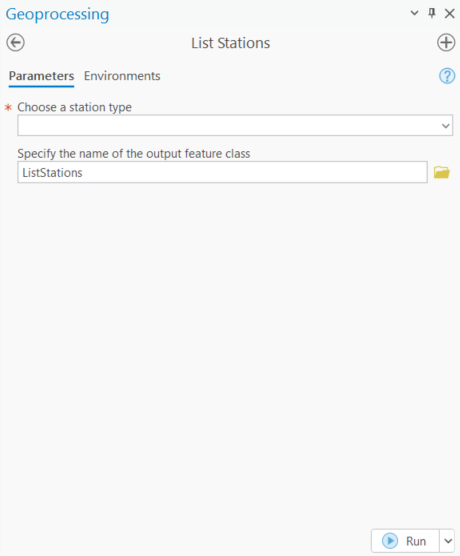 Geoprocessing
List Stations
Parameters Environments
* Choose a station type
Specify the name of the output feature class
ListStations
Run